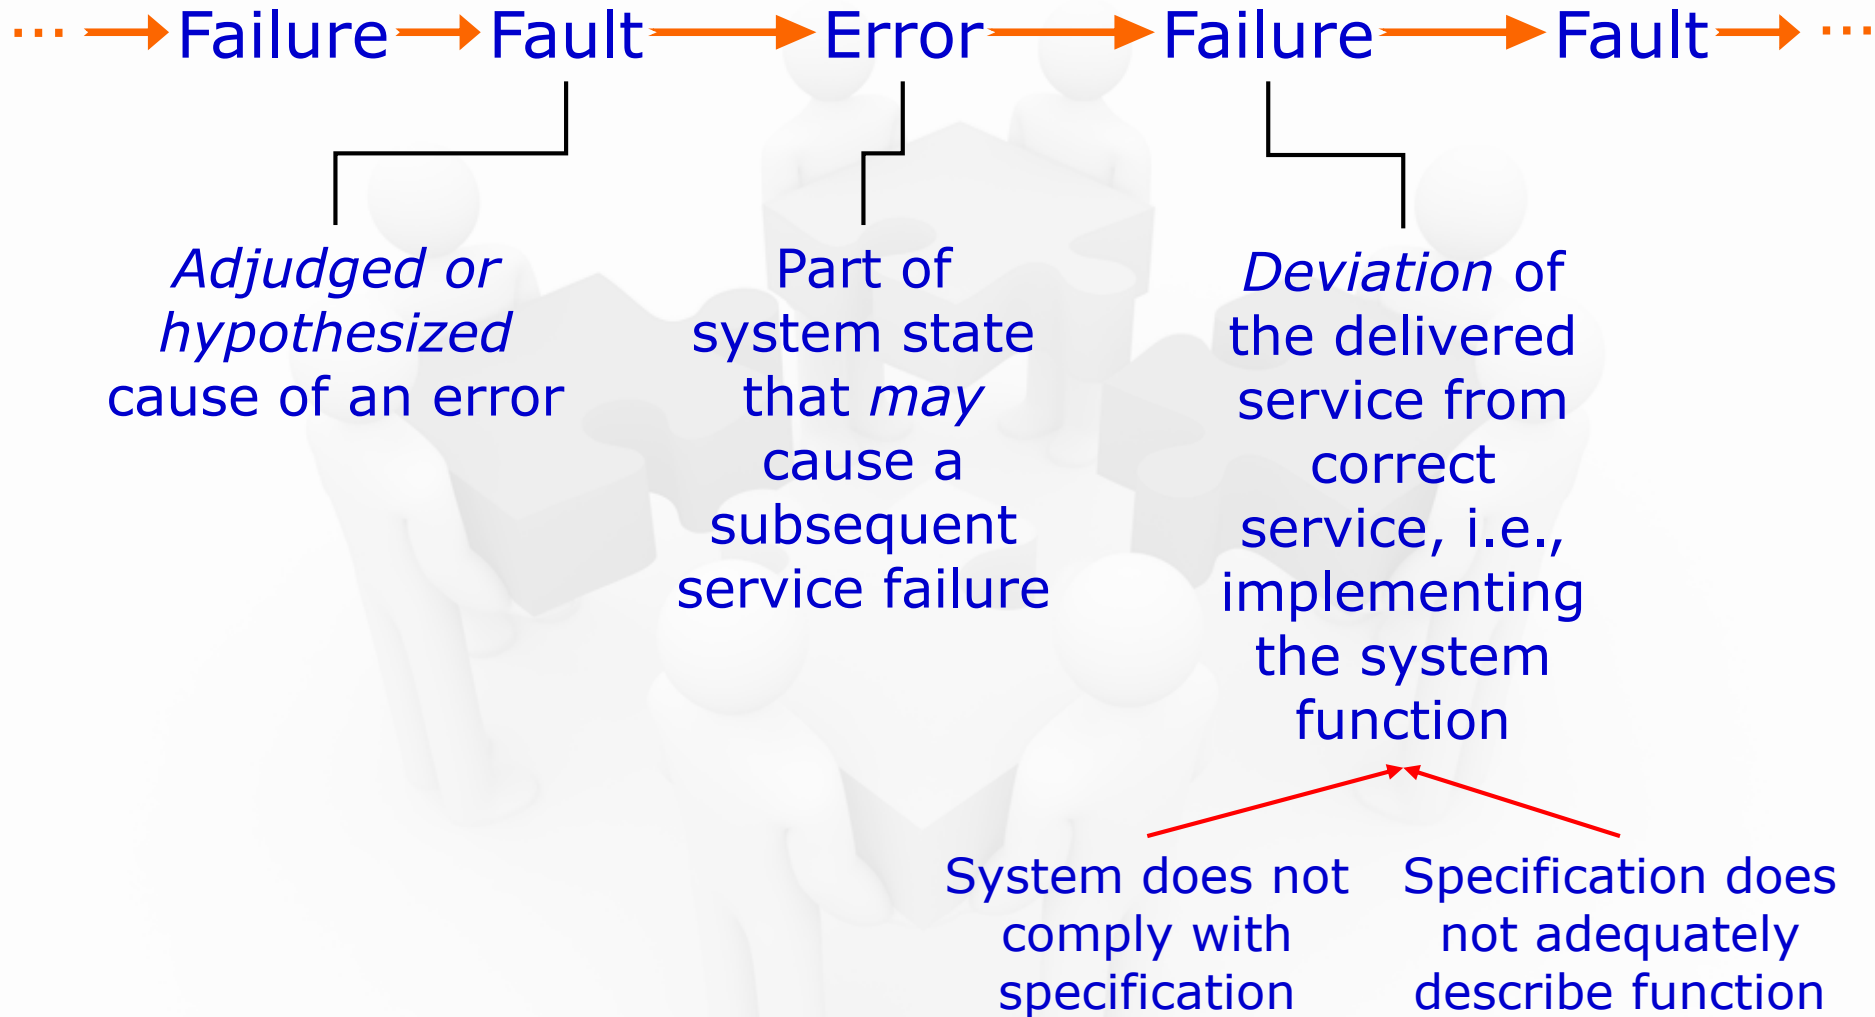 ... Failure Fault Error Failure Fault ...
Adjudged or
hypothesized
cause of an error
Part of
system state
that may
cause a
subsequent
service failure
Deviation of
the delivered
service from
correct
service, i.e.,
implementing
the system
function
System does not
comply with
specification
Specification does
not adequately
describe function